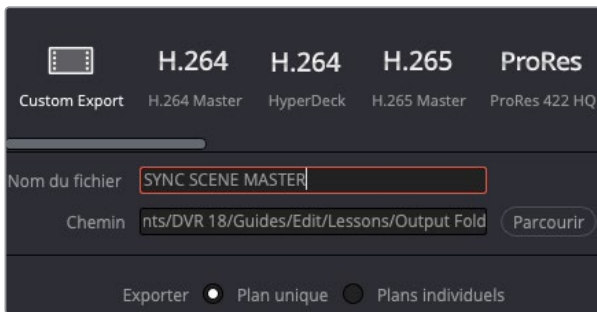 H.264 H.264 H.265 ProRes
Custom Export H.264 Master HyperDeck H.265 Master ProRes 422 HQ
Nom du fichier SYNC SCENE MASTER
Chemin nts/DVR 18/Guides/Edit/Lessons/Output Fold Parcourir
Exporter Plan unique Plans individuels